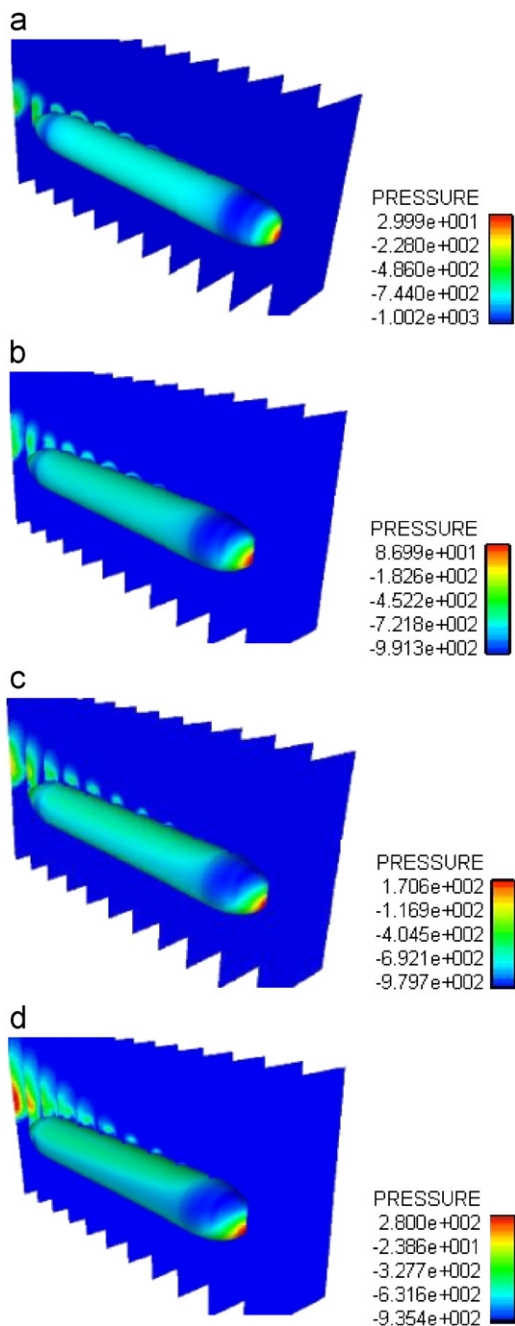 a
PRESSURE
2.999e+001
-2.280e+002
-4.860e+002
-7.440e+002
-1.002e+003
b
PRESSURE
8.699e+001
-1.826e+002
-4.522e+002
-7.218e+002
-9.913e+002
c
PRESSURE
1.706e+002
-1.169e+002
-4.045e+002
-6.921e+002
-9.797e+002
d
PRESSURE
2.800e+002
-2.386e+001
-3.277e+002
-6.316e+002
-9.354e+002